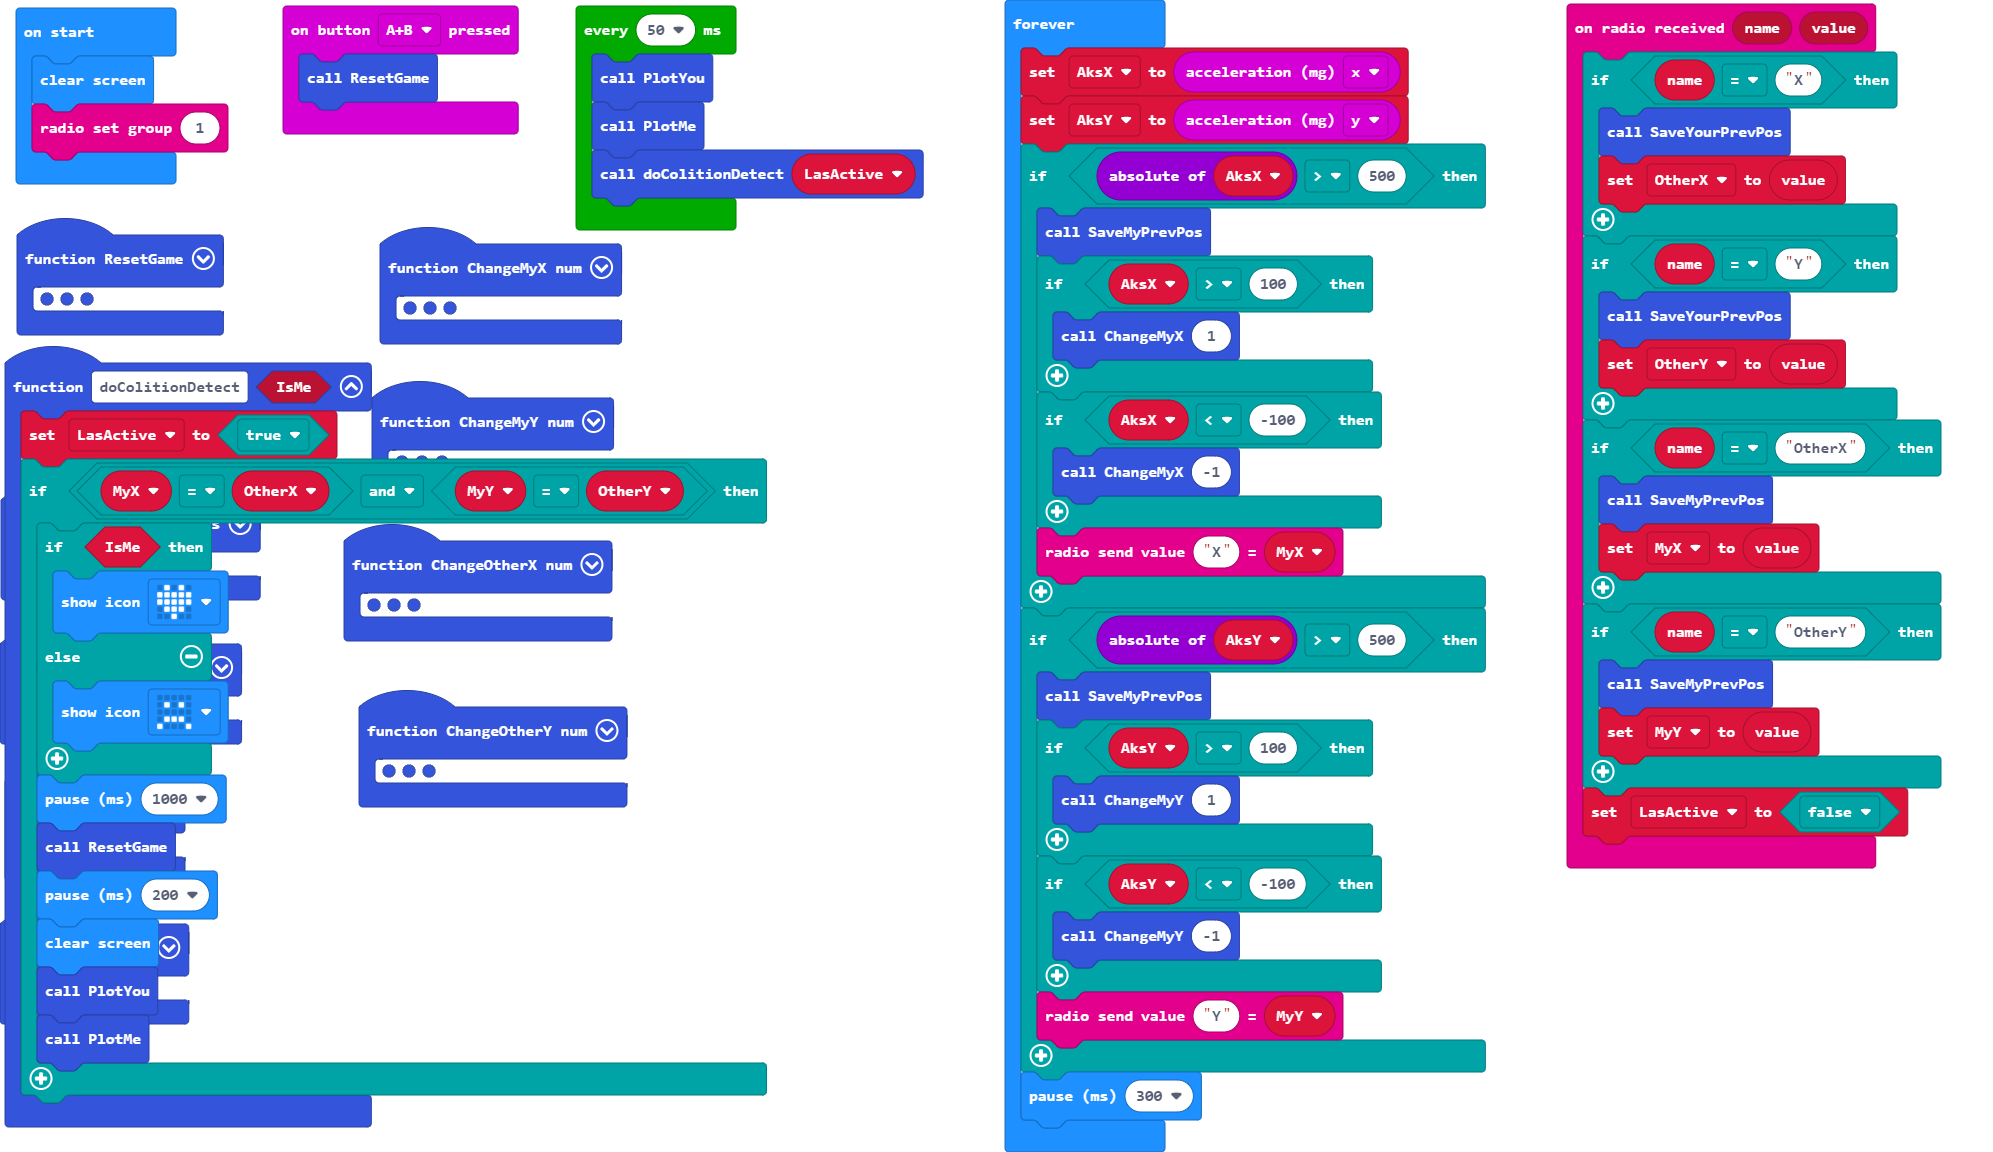 on start
clear screen
radio set group 1
on button A+B pressed
call ResetGame
every 50 ms
call PlotYou
call PlotMe
call doColitionDetect LasActive
function ResetGame
function ChangeMyX num
function doColitionDetect IsMe
set LasActive to true
if MyX = OtherX and MyY = OtherY then
if IsMe then
show icon
else
show icon
pause (ms) 1000
call ResetGame
pause (ms) 200
clear screen
call PlotYou
call PlotMe
function ChangeMyY num
s
function ChangeOtherX num
function ChangeOtherY num
forever
set AksX to acceleration (mg) x
set AksY to acceleration (mg) y
if absolute of AksX > 500 then
call SaveMyPrevPos
if AksX > 100 then
call ChangeMyX 1
if AksX < -100 then
call ChangeMyX -1
radio send value "X" = MyX
if absolute of AksY > 500 then
call SaveMyPrevPos
if AksY > 100 then
call ChangeMyY 1
if AksY < -100 then
call ChangeMyY -1
radio send value "Y" = MyY
pause (ms) 300
on radio received name value
if name = "X" then
call SaveYourPrevPos
set OtherX to value
if name = "Y" then
call SaveYourPrevPos
set OtherY to value
if name = "OtherX" then
call SaveMyPrevPos
set MyX to value
if name = "OtherY" then
call SaveMyPrevPos
set MyY to value
set LasActive to false